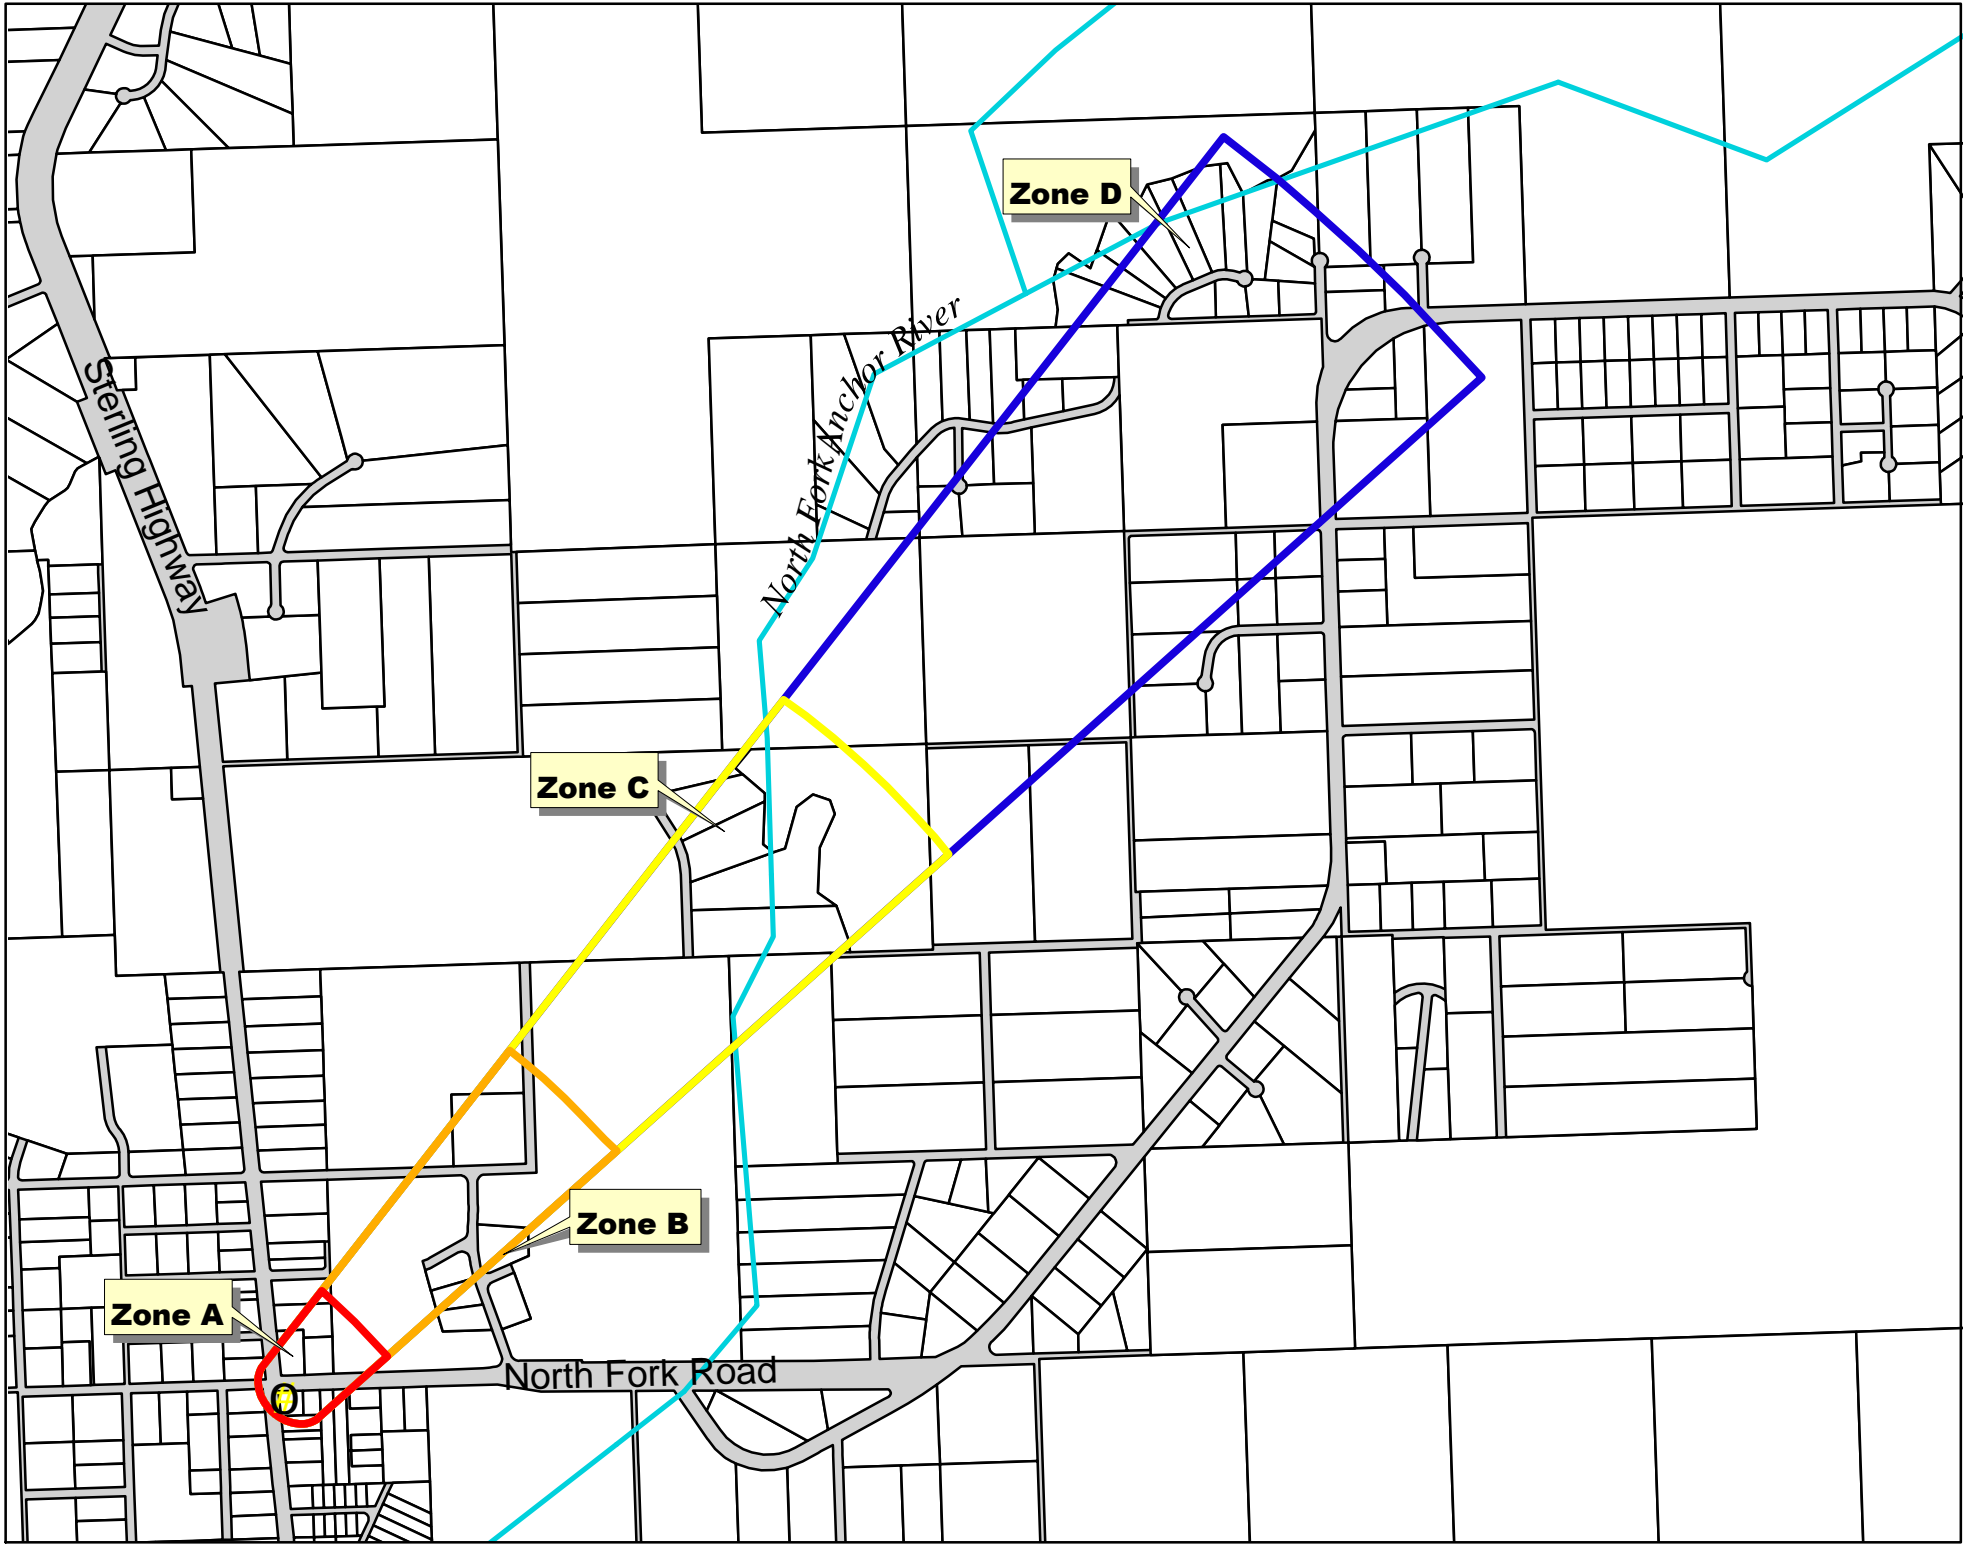 Zone D
North Fork Anchor River
Sterling Highway
Zone C
Zone B
Zone A
North Fork Road